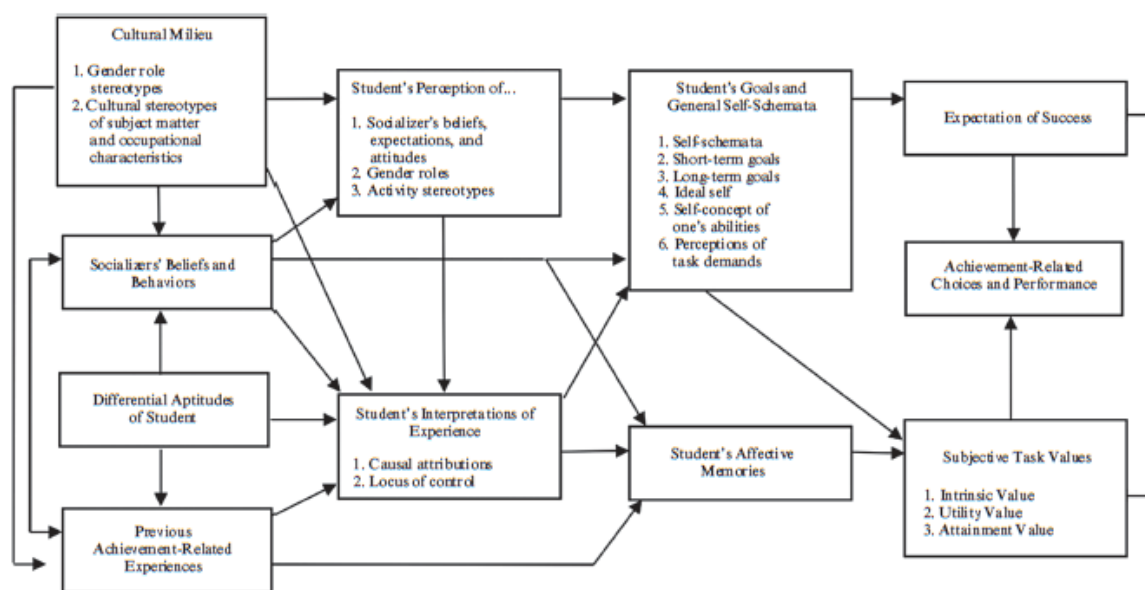 Cultural Milieu
1. Gender role
stereotypes
2. Cultural stereotypes
of subject matter
and occupational
characteristics
Student's Perception of...
1. Socializer's beliefs,
expectations, and
attitudes
2. Gender roles
3. Activity stereotypes
Student's Goals and
General Self-Schemata
1. Self-schemata
2. Short-term goals
3. Long-term goals
4. Ideal self
5. Self-concept of
one's abilities
6. Perceptions of
task demands
Expectation of Success
Socializers' Beliefs and
Behaviors
Achievement-Related
Choices and Performance
Differential Aptitudes
of Student
Student's Interpretations of
Experience
1. Causal attributions
2. Locus of control
Student's Affective
Memories
Subjective Task Values
1. Intrinsic Value
2. Utility Value
3. Attainment Value
Previous
Achievement-Related
Experiences